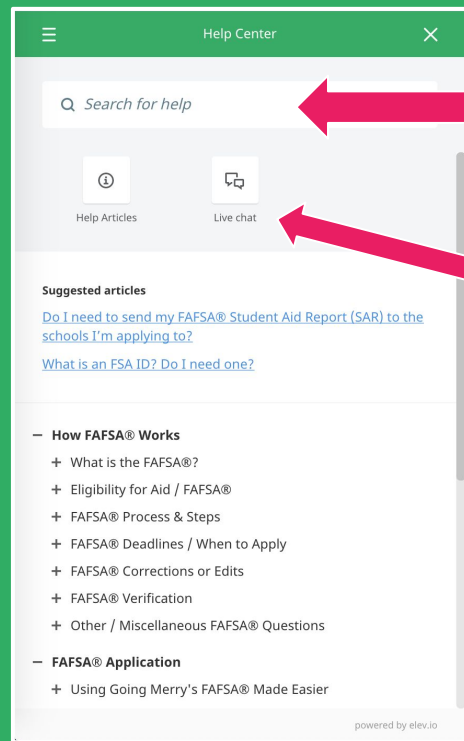 Help Center
Search for help
Help Articles
Live chat
Suggested articles
Do I need to send my FAFSA® Student Aid Report (SAR) to the
schools I'm applying to?
What is an FSA ID? Do I need one?
− How FAFSA® Works
+ What is the FAFSA®?
+ Eligibility for Aid / FAFSA®
+ FAFSA® Process & Steps
+ FAFSA® Deadlines / When to Apply
+ FAFSA® Corrections or Edits
+ FAFSA® Verification
+ Other / Miscellaneous FAFSA® Questions
− FAFSA® Application
+ Using Going Merry's FAFSA® Made Easier
powered by elev.io